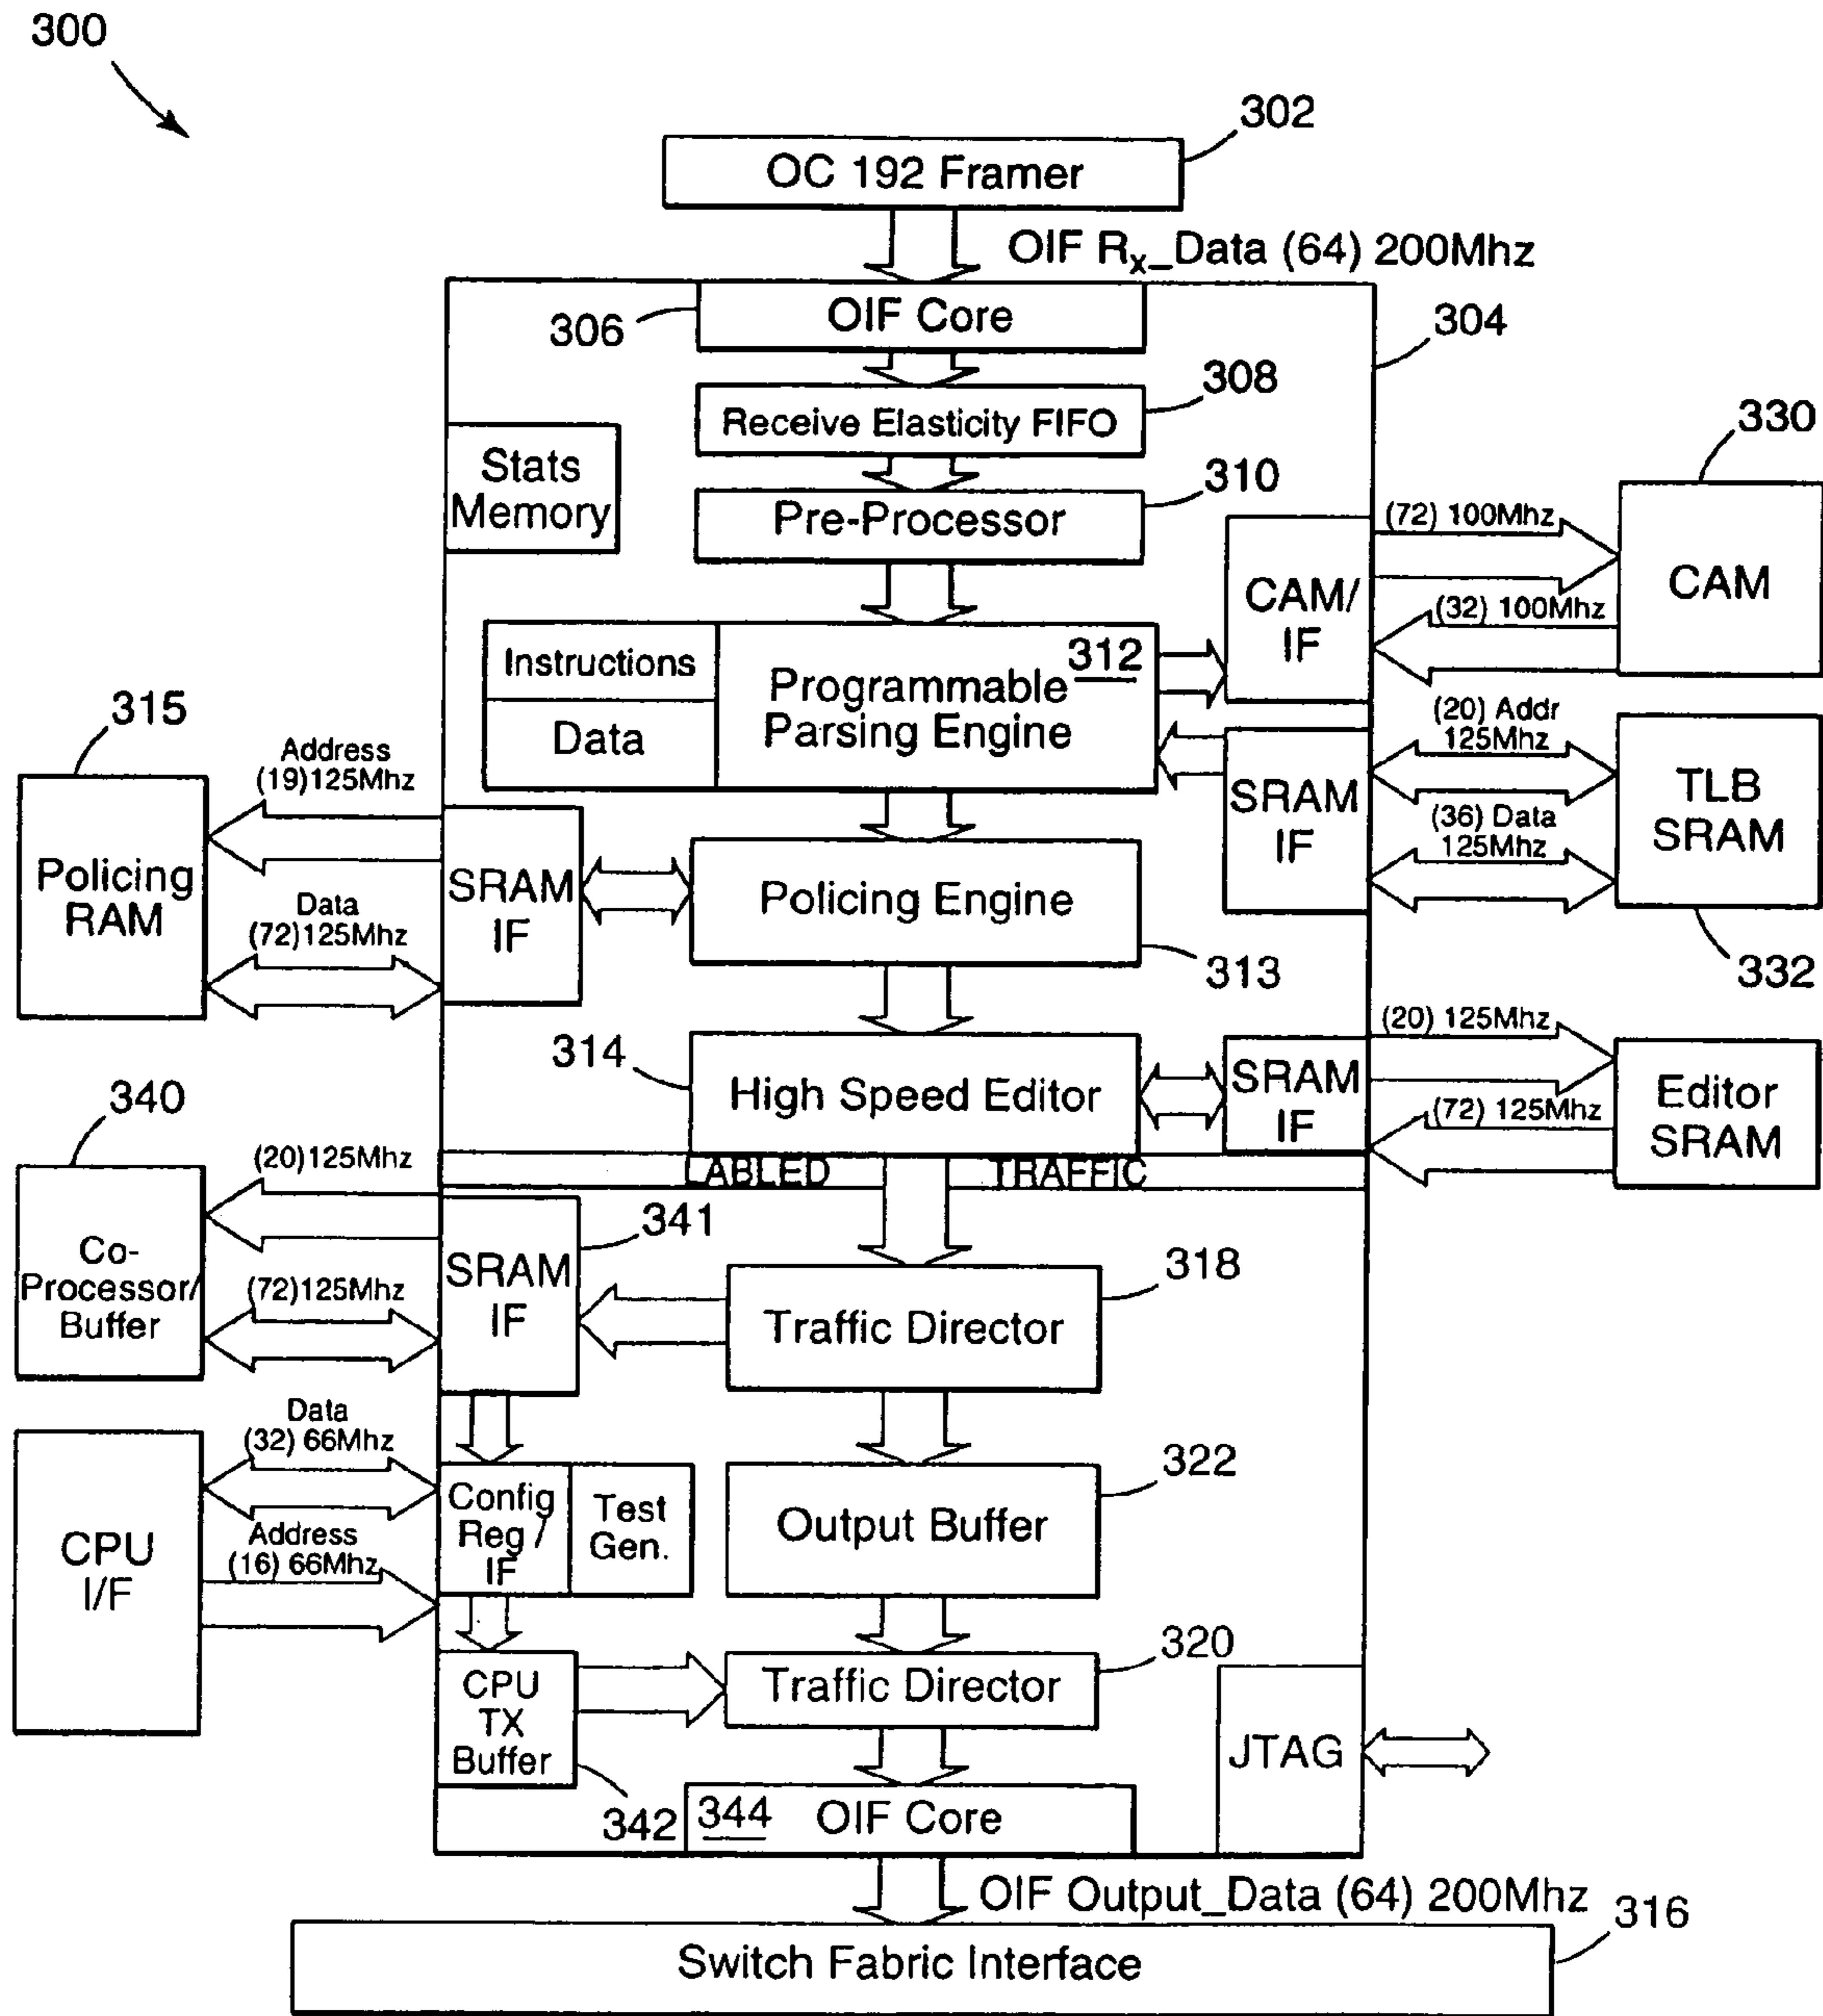 300
302
OC 192 Framer
OIF Rx_Data (64) 200Mhz
306
OIF Core
304
308
Receive Elasticity FIFO
Stats
Memory
310
Pre-Processor
330
(72) 100Mhz
CAM/
IF
CAM
(32) 100Mhz
Instructions
Data
312
Programmable
Parsing Engine
(20) Addr
125Mhz
SRAM
IF
TLB
SRAM
(36) Data
125Mhz
332
315
Address
(19)125Mhz
Policing
RAM
Data
(72)125Mhz
SRAM
IF
Policing Engine
313
314
High Speed Editor
SRAM
IF
(20) 125Mhz
(72) 125Mhz
Editor
SRAM
LABLED TRAFFIC
340
(20)125Mhz
Co-
Processor/
Buffer
(72)125Mhz
341
SRAM
IF
318
Traffic Director
Data
(32) 66Mhz
CPU
I/F
Address
(16) 66Mhz
Config
Reg /
IF
Test
Gen.
322
Output Buffer
320
Traffic Director
CPU
TX
Buffer
342
JTAG
344
OIF Core
OIF Output_Data (64) 200Mhz
316
Switch Fabric Interface